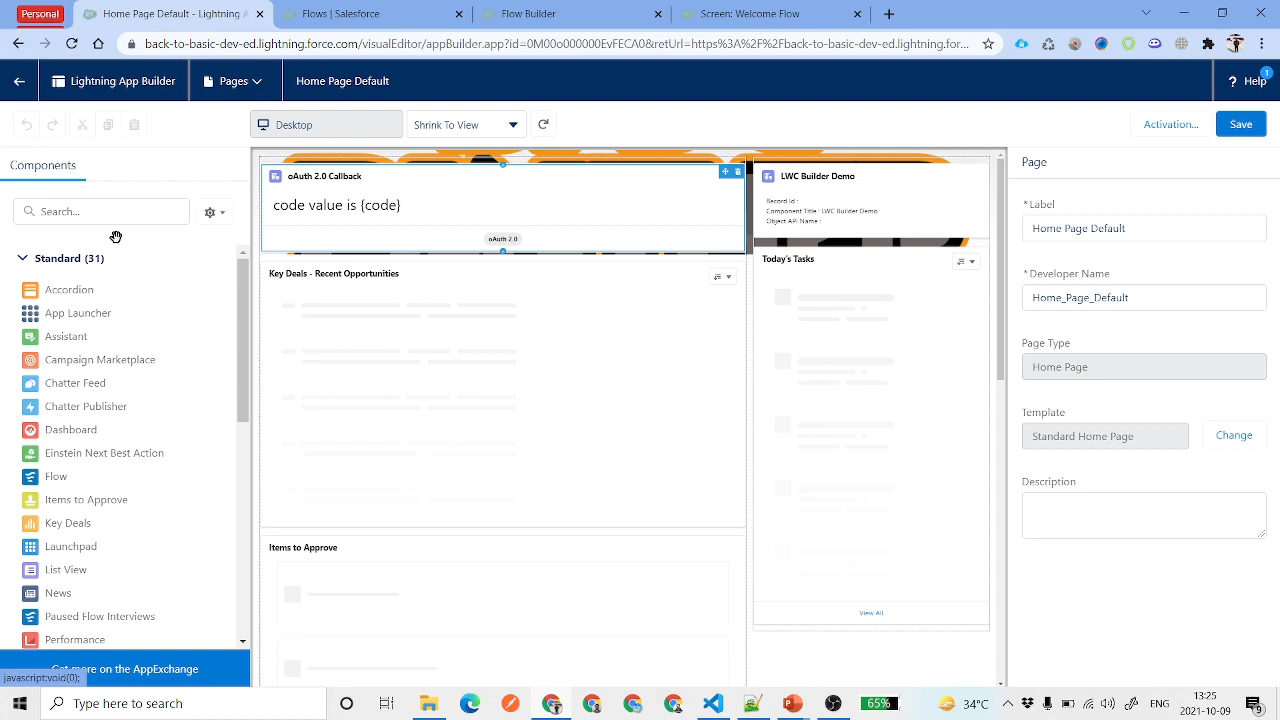 Personal
Home Page Default - Lightning A
Flows | Salesforce
Flow Builder
Screen Workflow
back-to-basic-dev-ed.lightning.force.com/visualEditor/appBuilder.app?id=0M00o000000EvFECA0&retUrl=https%3A%2F%2Fback-to-basic-dev-ed.lightning.for...
Lightning App Builder
Pages
Home Page Default
? Help
1
Desktop
Shrink To View
Activation...
Save
Components
Search...
Standard (31)
Accordion
App Launcher
Assistant
Campaign Marketplace
Chatter Feed
Chatter Publisher
Dashboard
Einstein Next Best Action
Flow
Items to Approve
Key Deals
Launchpad
List View
News
Paused Flow Interviews
Performance
Get more on the AppExchange
javascript:void(0);
oAuth 2.0 Callback
code value is {code}
oAuth 2.0
Key Deals - Recent Opportunities
Items to Approve
LWC Builder Demo
Record Id :
Component Title : LWC Builder Demo
Object API Name :
Today's Tasks
View All
Page
* Label
Home Page Default
* Developer Name
Home_Page_Default
Page Type
Home Page
Template
Standard Home Page
Change
Description
Type here to search
65%
34°C
ENG
13:25
2021-10-09